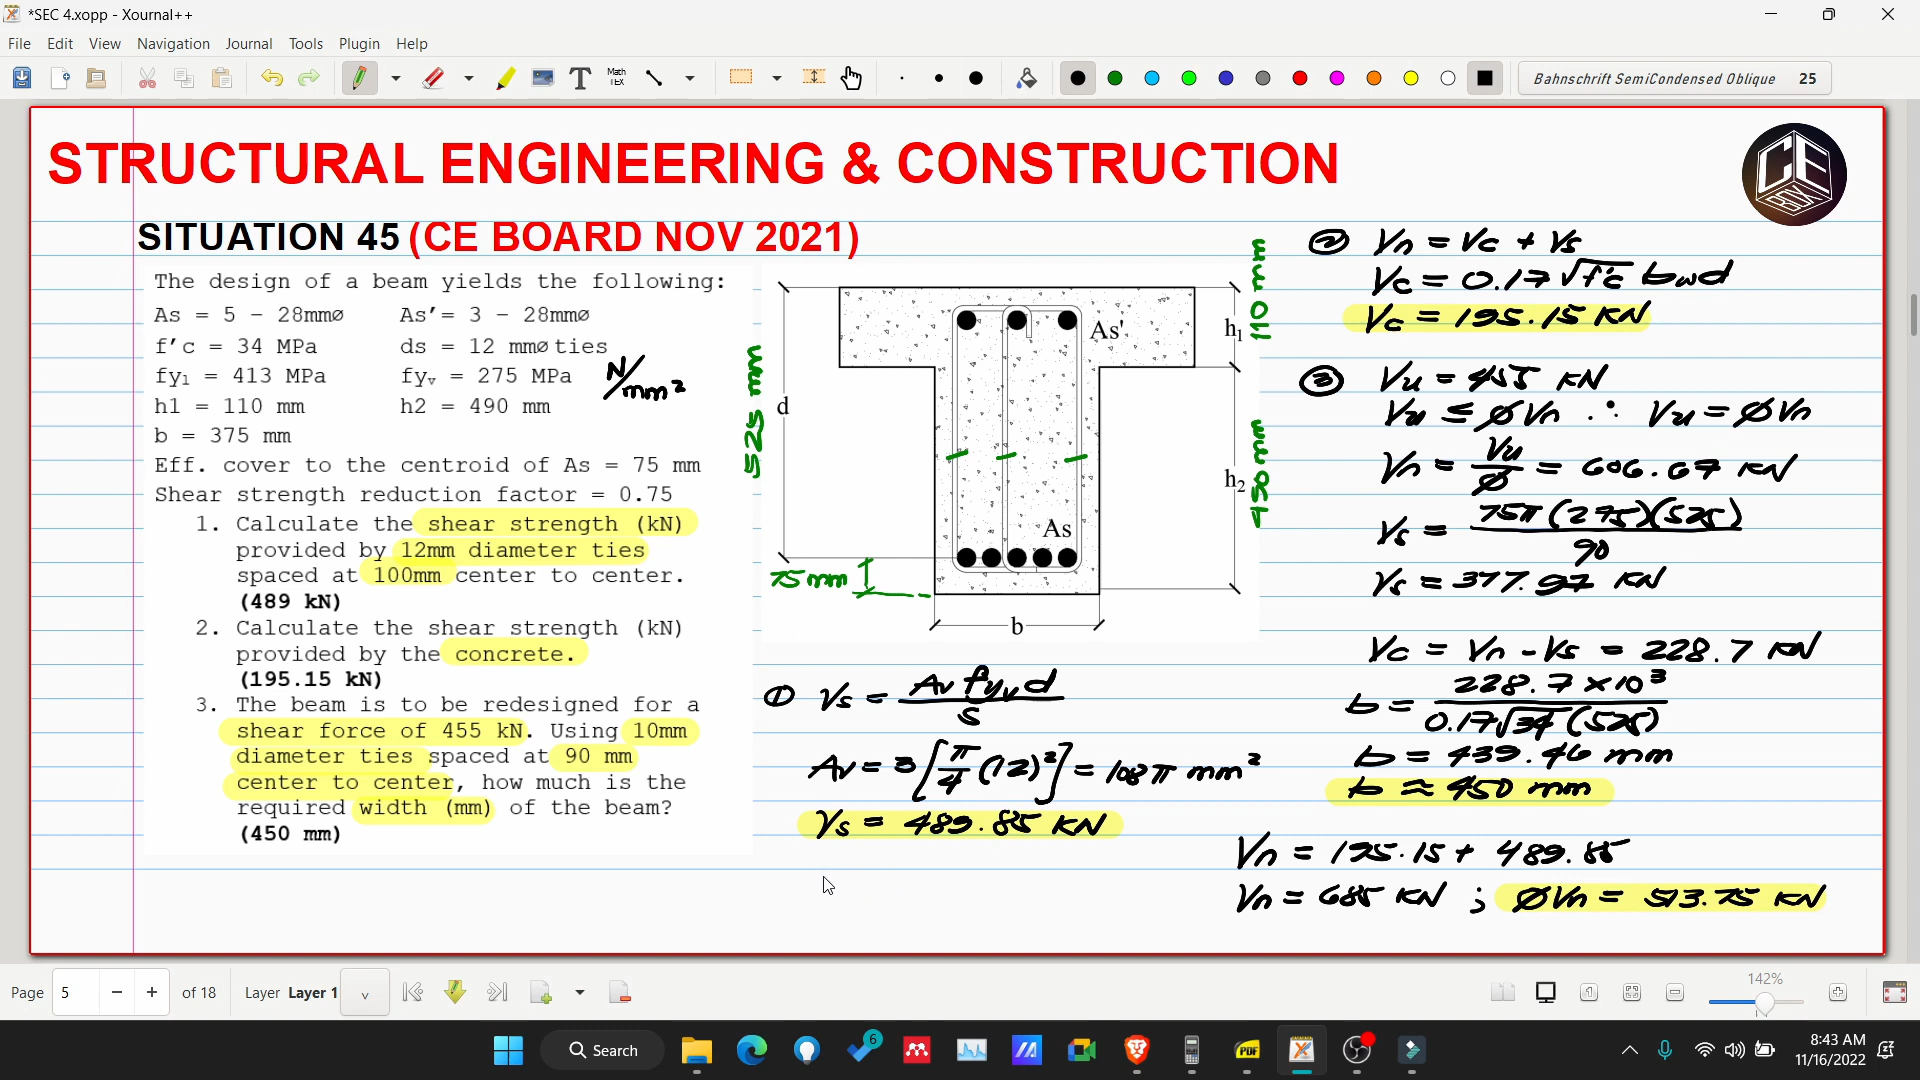 *SEC 4.xopp - Xournal++
File Edit View Navigation Journal Tools Plugin Help
Math
TEX
Bahnschrift SemiCondensed Oblique 25
STRUCTURAL ENGINEERING & CONSTRUCTION
CE
BDX
SITUATION 45 (CE BOARD NOV 2021)
The design of a beam yields the following:
As = 5 - 28mmø As'= 3 - 28mmø
f'c = 34 MPa ds = 12 mmø ties
fyl = 413 MPa fyv = 275 MPa N/mm²
h1 = 110 mm h2 = 490 mm
b = 375 mm
Eff. cover to the centroid of As = 75 mm
Shear strength reduction factor = 0.75
1. Calculate the shear strength (kN)
provided by 12mm diameter ties
spaced at 100mm center to center.
(489 kN)
2. Calculate the shear strength (kN)
provided by the concrete.
(195.15 kN)
3. The beam is to be redesigned for a
shear force of 455 kN. Using 10mm
diameter ties spaced at 90 mm
center to center, how much is the
required width (mm) of the beam?
(450 mm)
525 mm
d
As'
As
h1
110 mm
h2
490 mm
75 mm
b
① Vs = Av fyv d / s
Av = 3 [π/4 (12)²] = 108π mm²
Vs = 489.85 KN
② Vn = Vc + Vs
Vc = 0.17 √f'c bwd
Vc = 195.15 KN
③ Vu = 455 KN
Vu ≤ ØVn ∴ Vu = ØVn
Vn = Vu/Ø = 606.67 KN
Vs = 75π (275)(525) / 90
Vs = 377.97 KN
Vc = Vn - Vs = 228.7 KN
b = 228.7 x10³ / 0.17√34 (525)
b = 439.46 mm
b ≈ 450 mm
Vn = 195.15 + 489.85
Vn = 685 KN ; ØVn = 513.75 KN
Page 5 of 18 Layer Layer 1 142%
Search 6 PDF
8:43 AM
11/16/2022